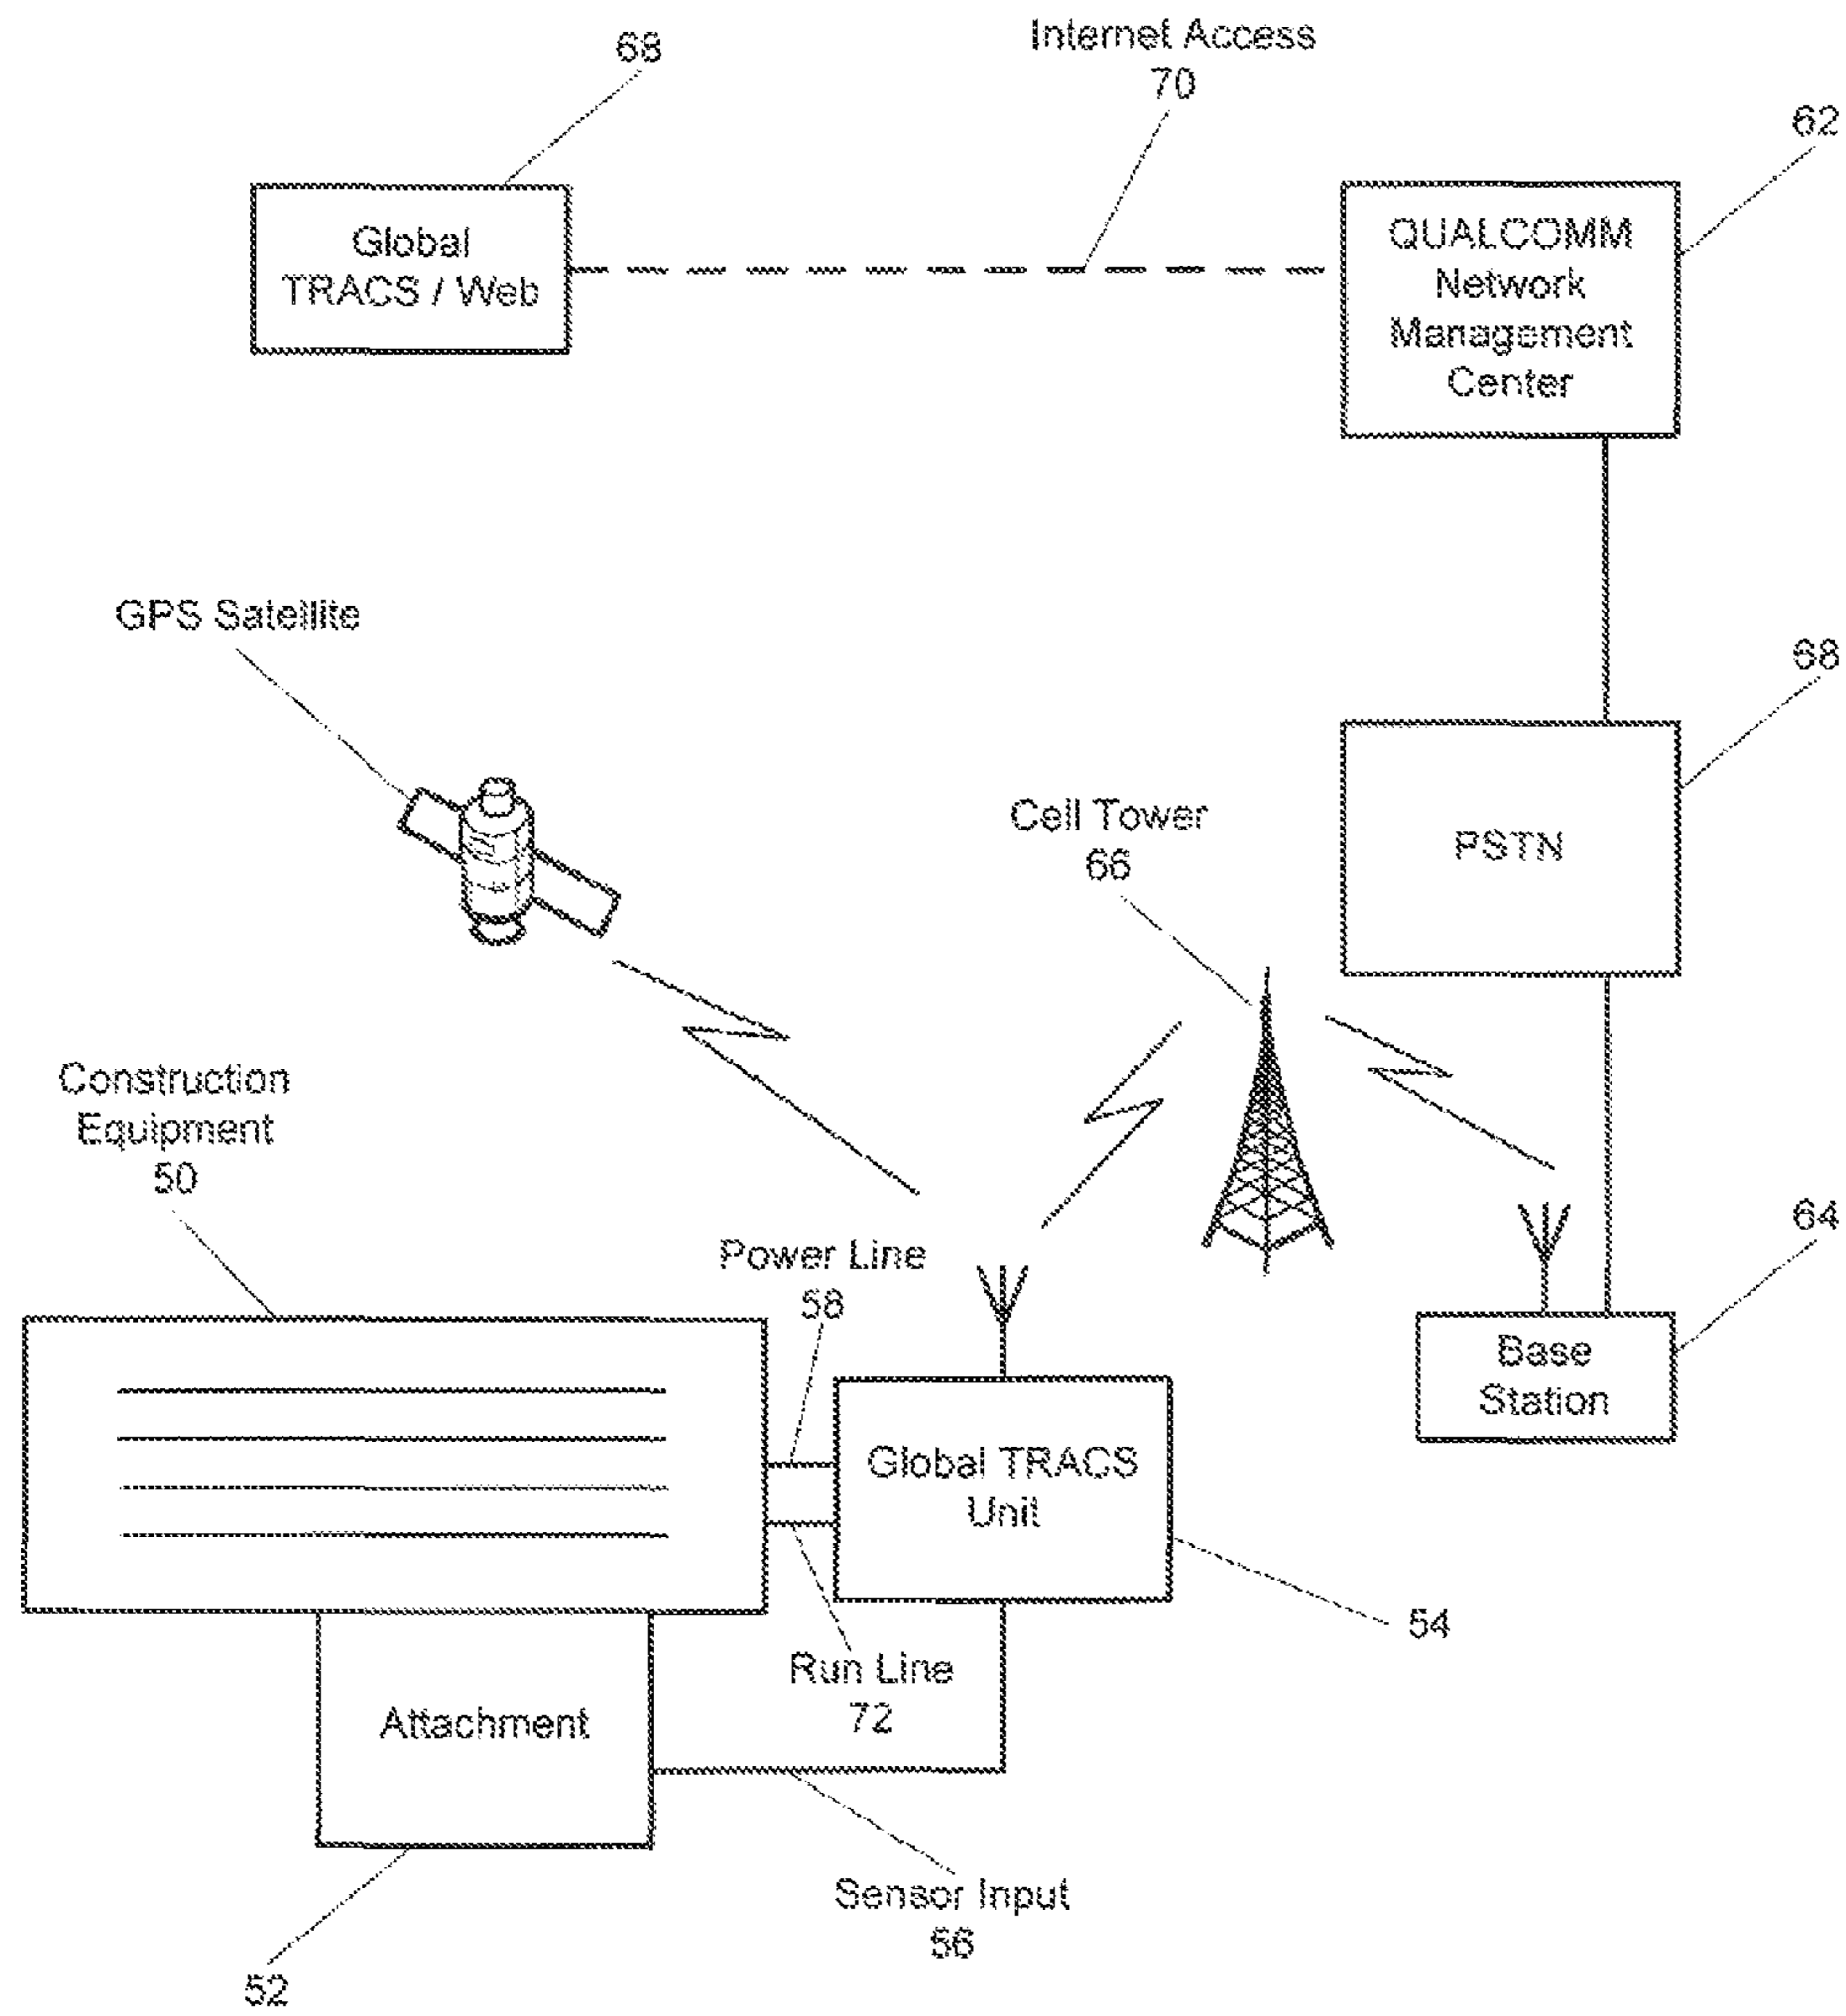 68
Internet Access
70
62
Global
TRACS / Web
QUALCOMM
Network
Management
Center
GPS Satellite
68
Cell Tower
66
PSTN
Construction
Equipment
50
Power Line
58
64
Base
Station
Global TRACS
Unit
54
Run Line
72
Attachment
Sensor Input
56
52